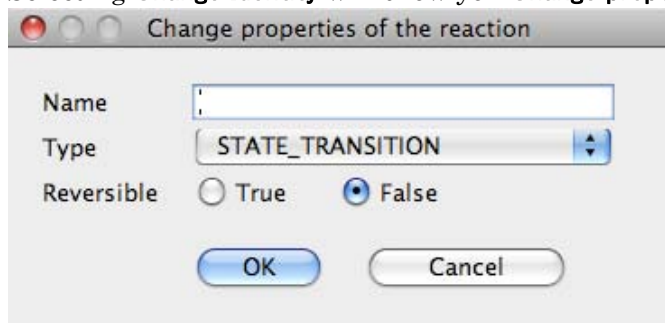 Change properties of the reaction
Name
Type STATE_TRANSITION
Reversible True False
OK Cancel